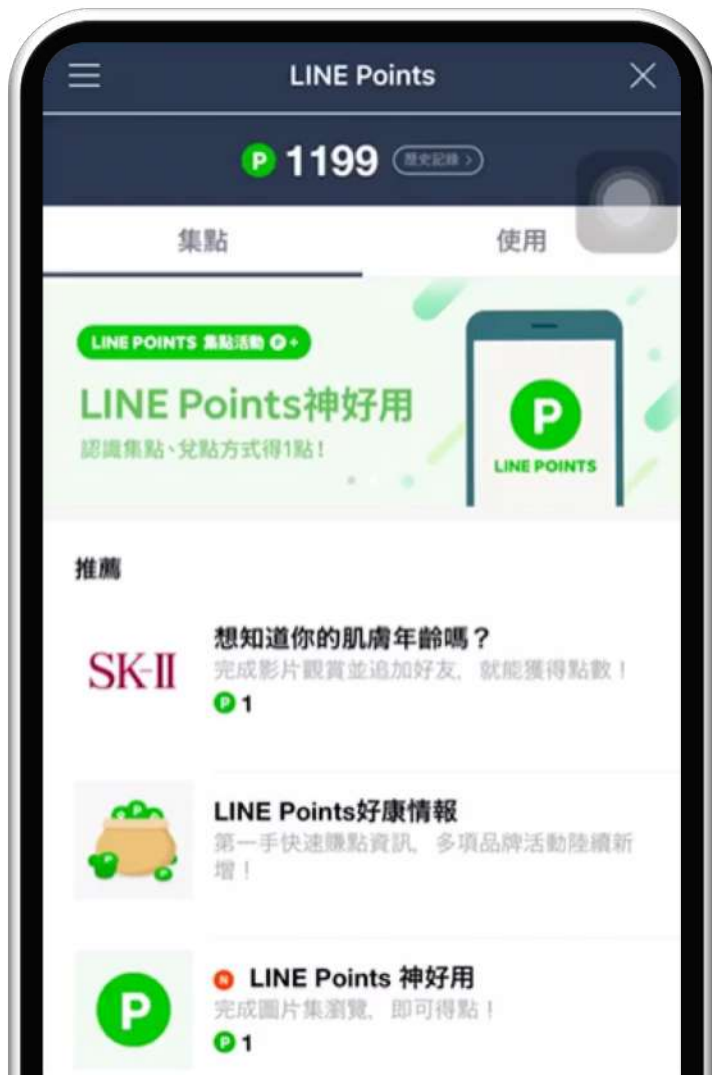 LINE Points
P 1199 歷史記錄 >
集點 使用
LINE POINTS 集點活動 P+
LINE Points神好用
認識集點、兌點方式得1點!
P
LINE POINTS
推薦
SK-II
想知道你的肌膚年齡嗎?
完成影片觀賞並追加好友, 就能獲得點數!
P 1
LINE Points好康情報
第一手快速賺點資訊, 多項品牌活動陸續新
增!
P
N LINE Points 神好用
完成圖片集瀏覽, 即可得點!
P 1